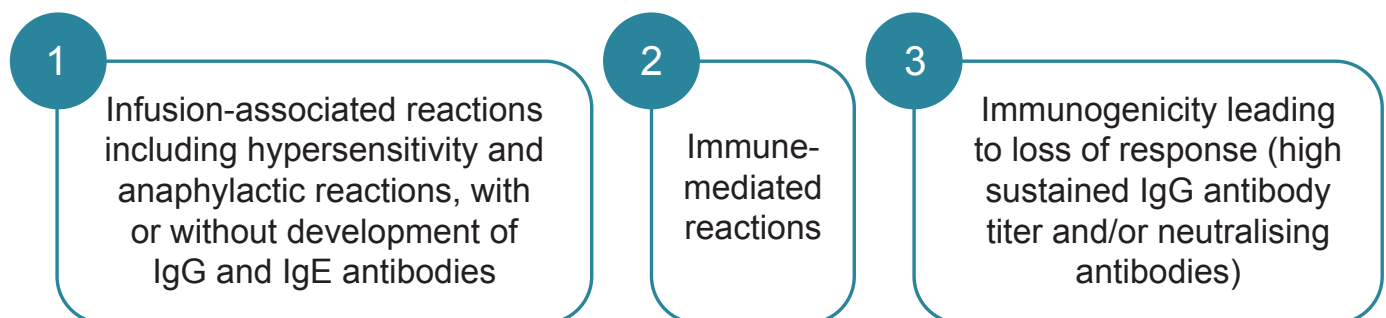 1
Infusion-associated reactions
including hypersensitivity and
anaphylactic reactions, with
or without development of
IgG and IgE antibodies
2
Immune-
mediated
reactions
3
Immunogenicity leading
to loss of response (high
sustained IgG antibody
titer and/or neutralising
antibodies)